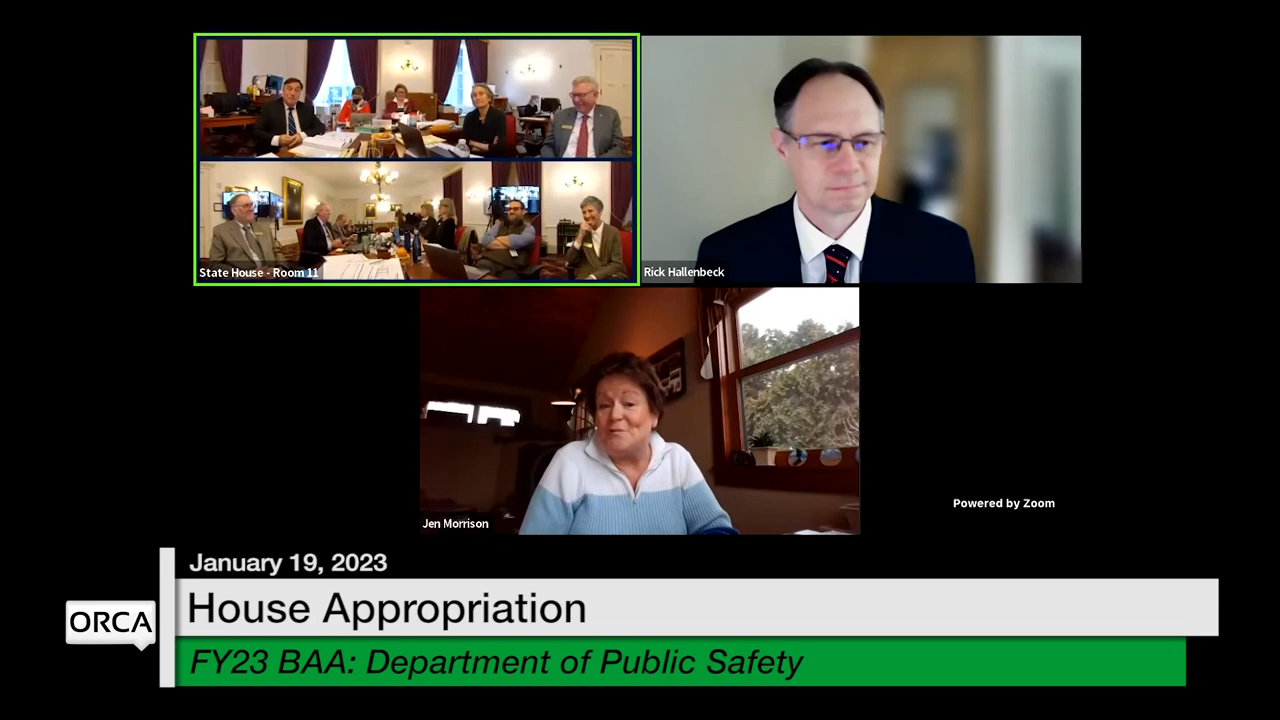 State House - Room 11
Rick Hallenbeck
Jen Morrison
Powered by Zoom
January 19, 2023
House Appropriation
ORCA
FY23 BAA: Department of Public Safety